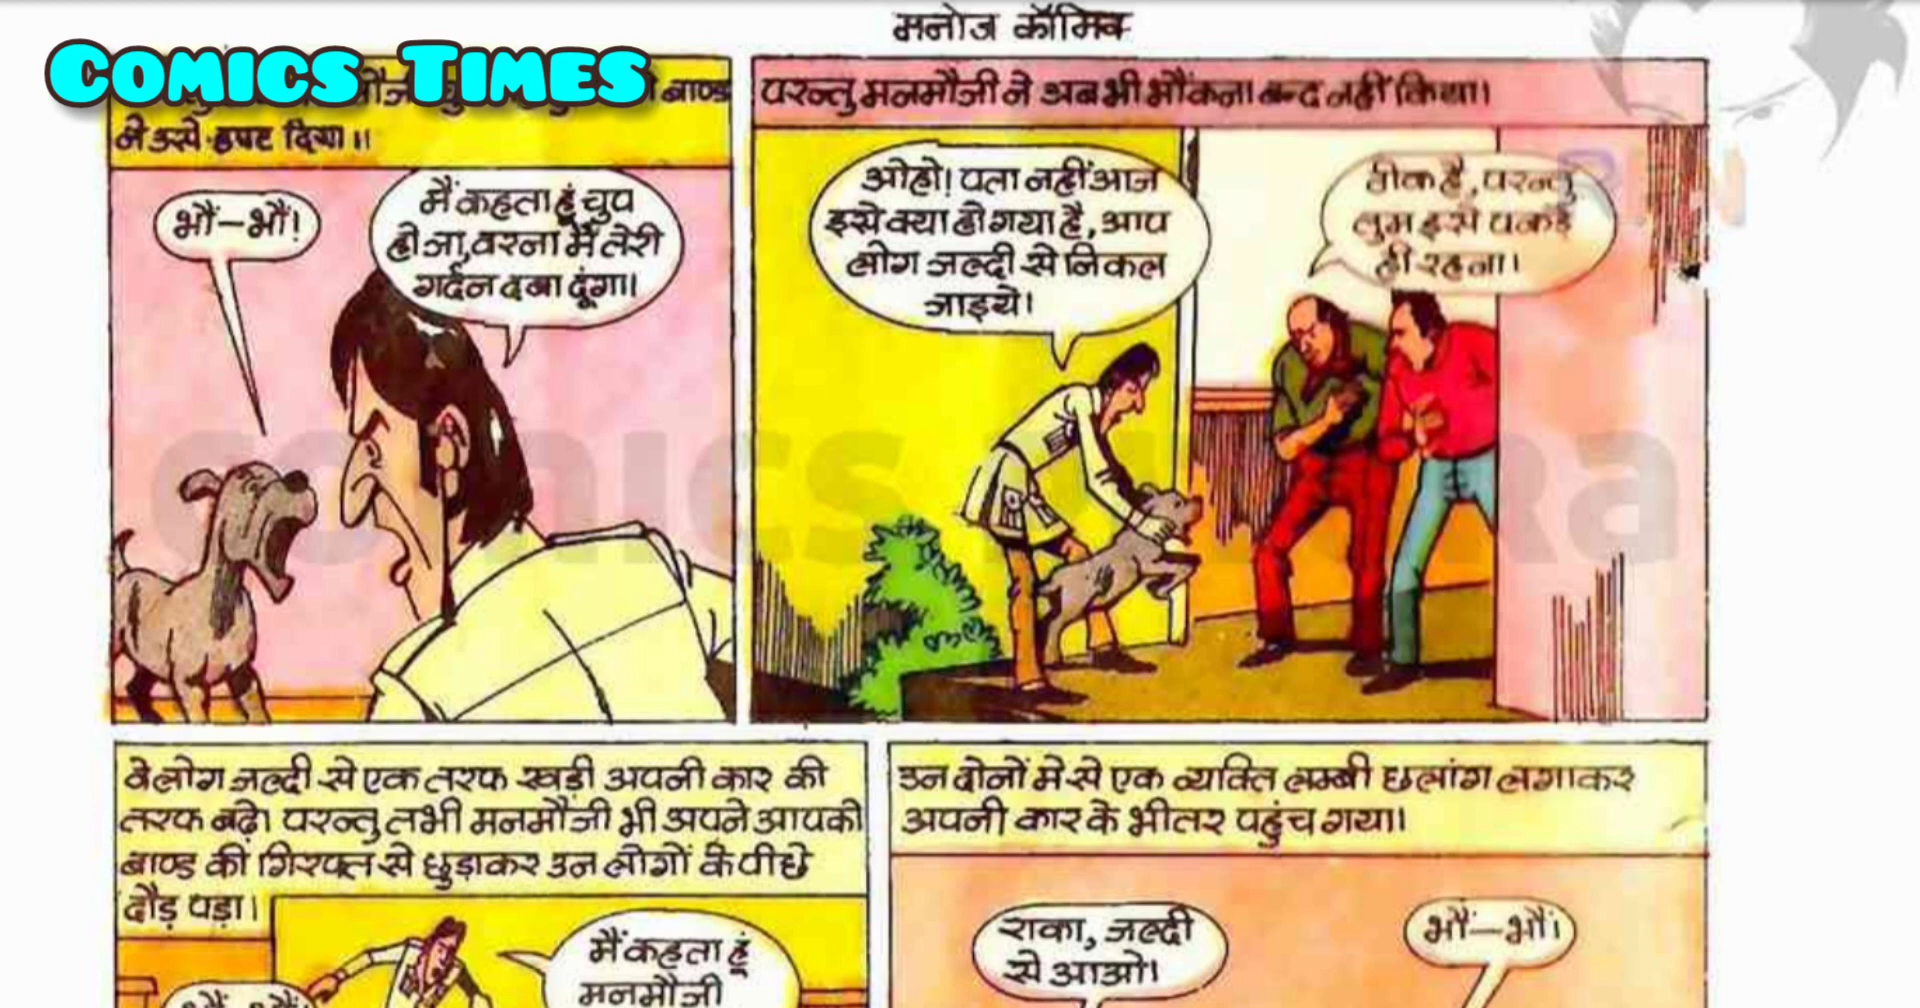 मनोज कॉमिक
COMICS TIMES
बाण्ड
ने उसे डपट दिया।।
भौं-भौं!
मैं कहता हूं चुप
हो जा, वरना मैं तेरी
गर्दन दबा दूंगा।
परन्तु मनमौजी ने अब भी भौंकना बन्द नहीं किया।
ओहो! पता नहीं आज
इसे क्या हो गया है, आप
लोग जल्दी से निकल
जाइये।
ठीक है, परन्तु
तुम इसे पकड़े
ही रहना।
वे लोग जल्दी से एक तरफ खड़ी अपनी कार की
तरफ बढ़े। परन्तु तभी मनमौजी भी अपने आपको
बाण्ड की गिरफ्त से छुड़ाकर उन लोगों के पीछे
दौड़ पड़ा।
मैं कहता हूं
मनमौजी
उन दोनों में से एक व्यक्ति लम्बी छलांग लगाकर
अपनी कार के भीतर पहुंच गया।
राका, जल्दी
से आओ।
भौं-भौं।